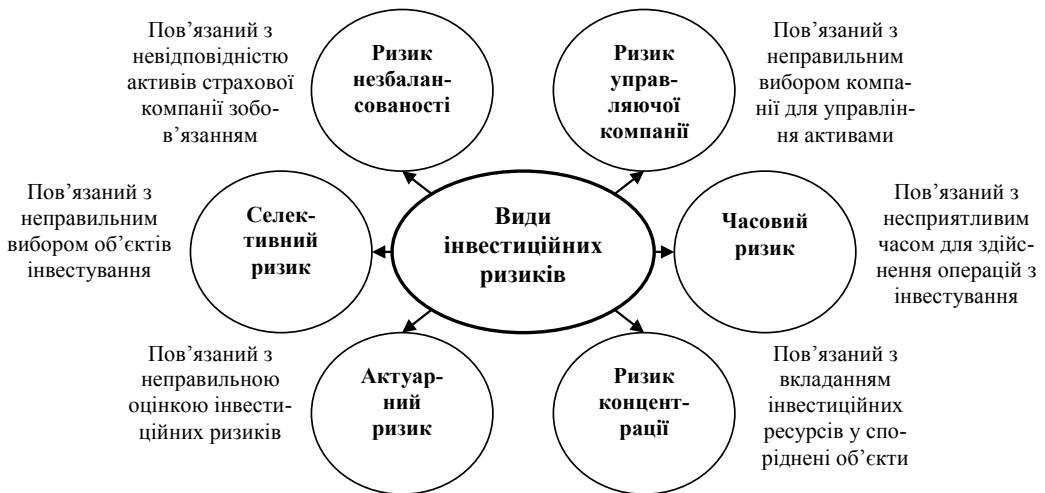 Пов’язаний з
невідповідністю
активів страхової
компанії зобо-
в’язанням
Ризик
незбалан-
сованості
Ризик
управ-
ляючої
компанії
Пов’язаний з
неправильним
вибором компа-
нії для управлін-
ня активами
Пов’язаний з
неправильним
вибором об’єктів
інвестування
Селек-
тивний
ризик
Види
інвестиційних
ризиків
Часовий
ризик
Пов’язаний з
несприятливим
часом для здійс-
нення операцій з
інвестування
Пов’язаний з
неправильною
оцінкою інвести-
ційних ризиків
Актуар-
ний
ризик
Ризик
концент-
рації
Пов’язаний з
вкладанням
інвестиційних
ресурсів у спо-
ріднені об’єкти